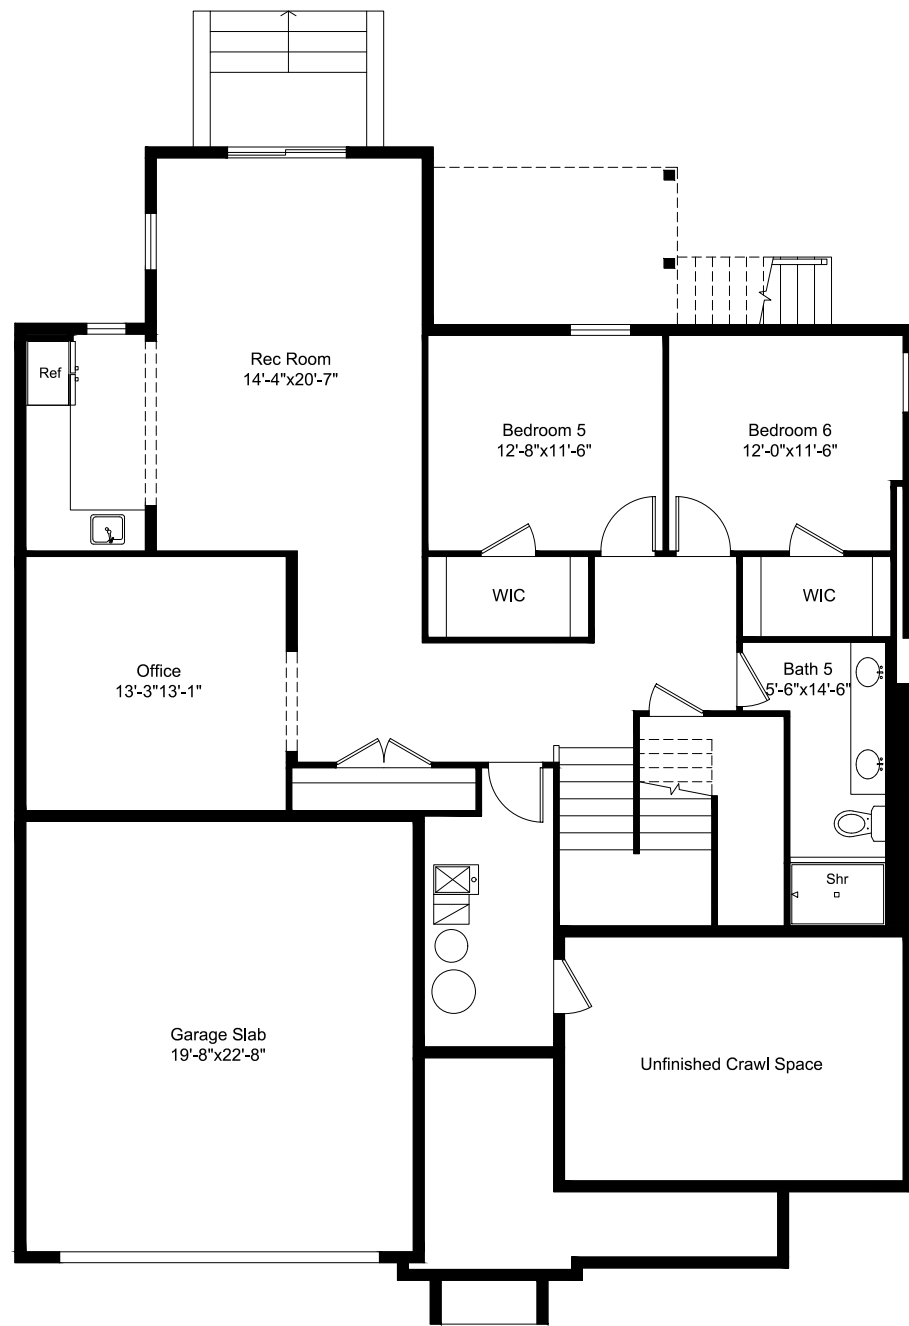 Ref
Rec Room
14'-4"x20'-7"
Bedroom 5
12'-8"x11'-6"
Bedroom 6
12'-0"x11'-6"
WIC
WIC
Office
13'-3"13'-1"
Bath 5
5'-6"x14'-6"
Shr
Garage Slab
19'-8"x22'-8"
Unfinished Crawl Space